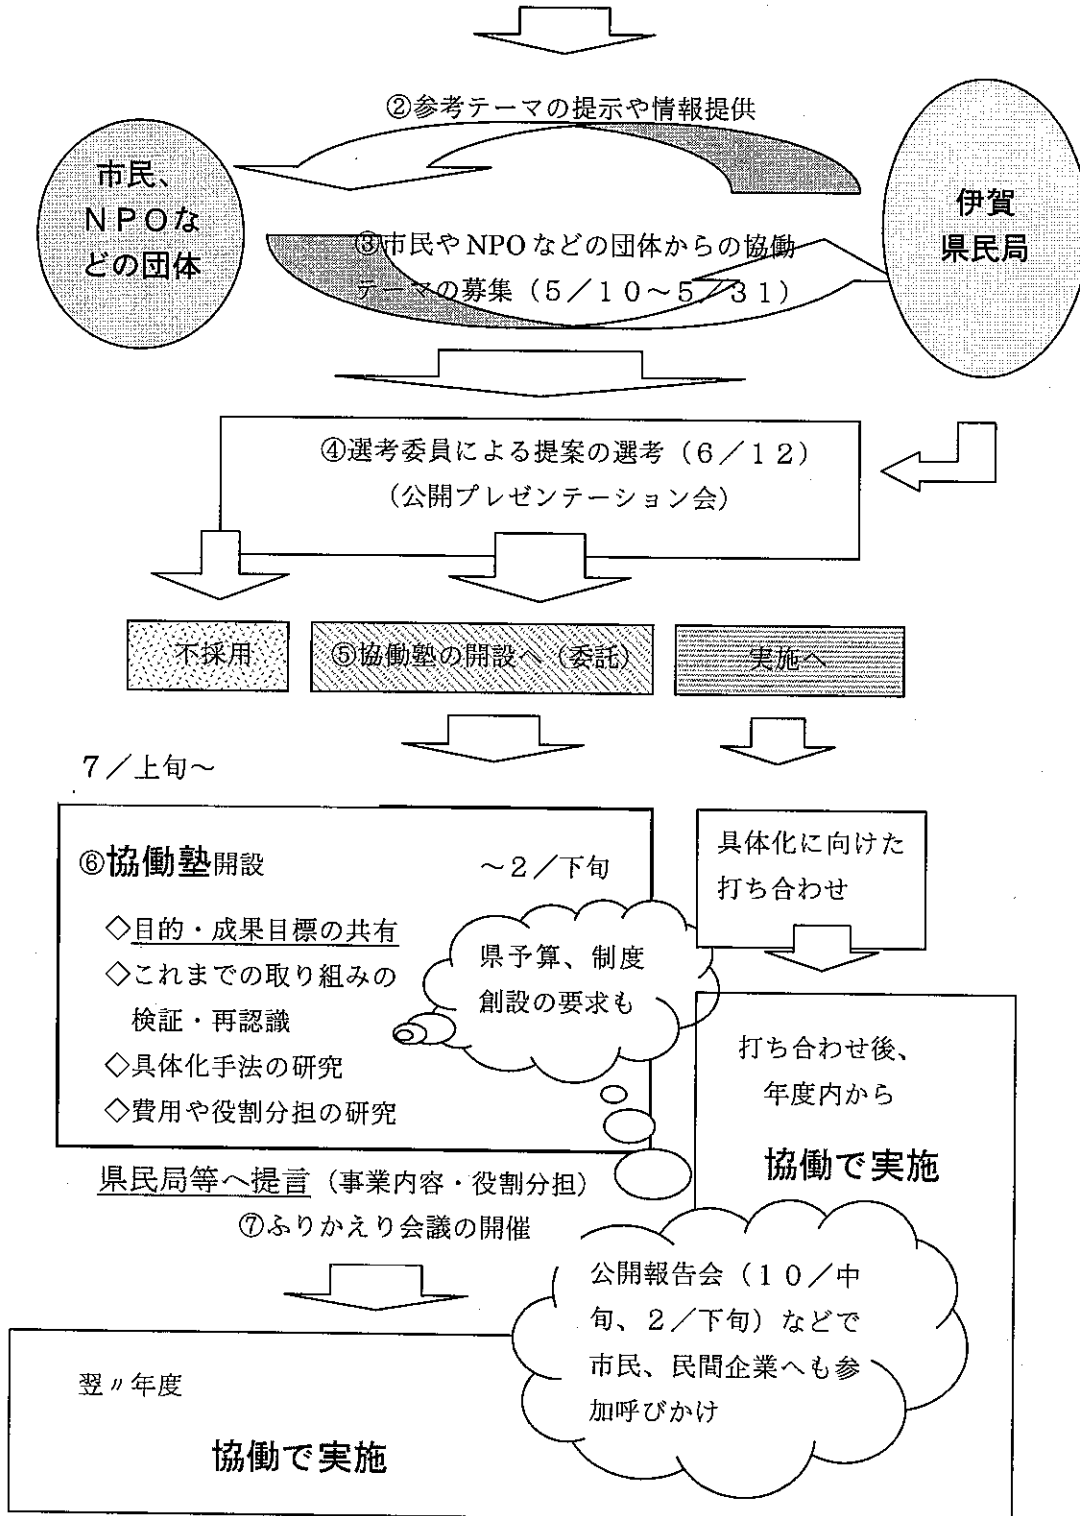 ②参考テーマの提示や情報提供
市民、
ＮＰＯな
どの団体
伊賀
県民局
③市民やNPOなどの団体からの協働
テーマの募集（５／１０～５／３１）
④選考委員による提案の選考（６／１２）
（公開プレゼンテーション会）
不採用
⑤協働塾の開設へ（委託）
実施へ
７／上旬～
⑥協働塾開設
～２／下旬
◇目的・成果目標の共有
◇これまでの取り組みの
検証・再認識
◇具体化手法の研究
◇費用や役割分担の研究
県予算、制度
創設の要求も
具体化に向けた
打ち合わせ
打ち合わせ後、
年度内から
協働で実施
県民局等へ提言（事業内容・役割分担）
⑦ふりかえり会議の開催
公開報告会（１０／中
旬、２／下旬）などで
市民、民間企業へも参
加呼びかけ
翌〃年度
協働で実施